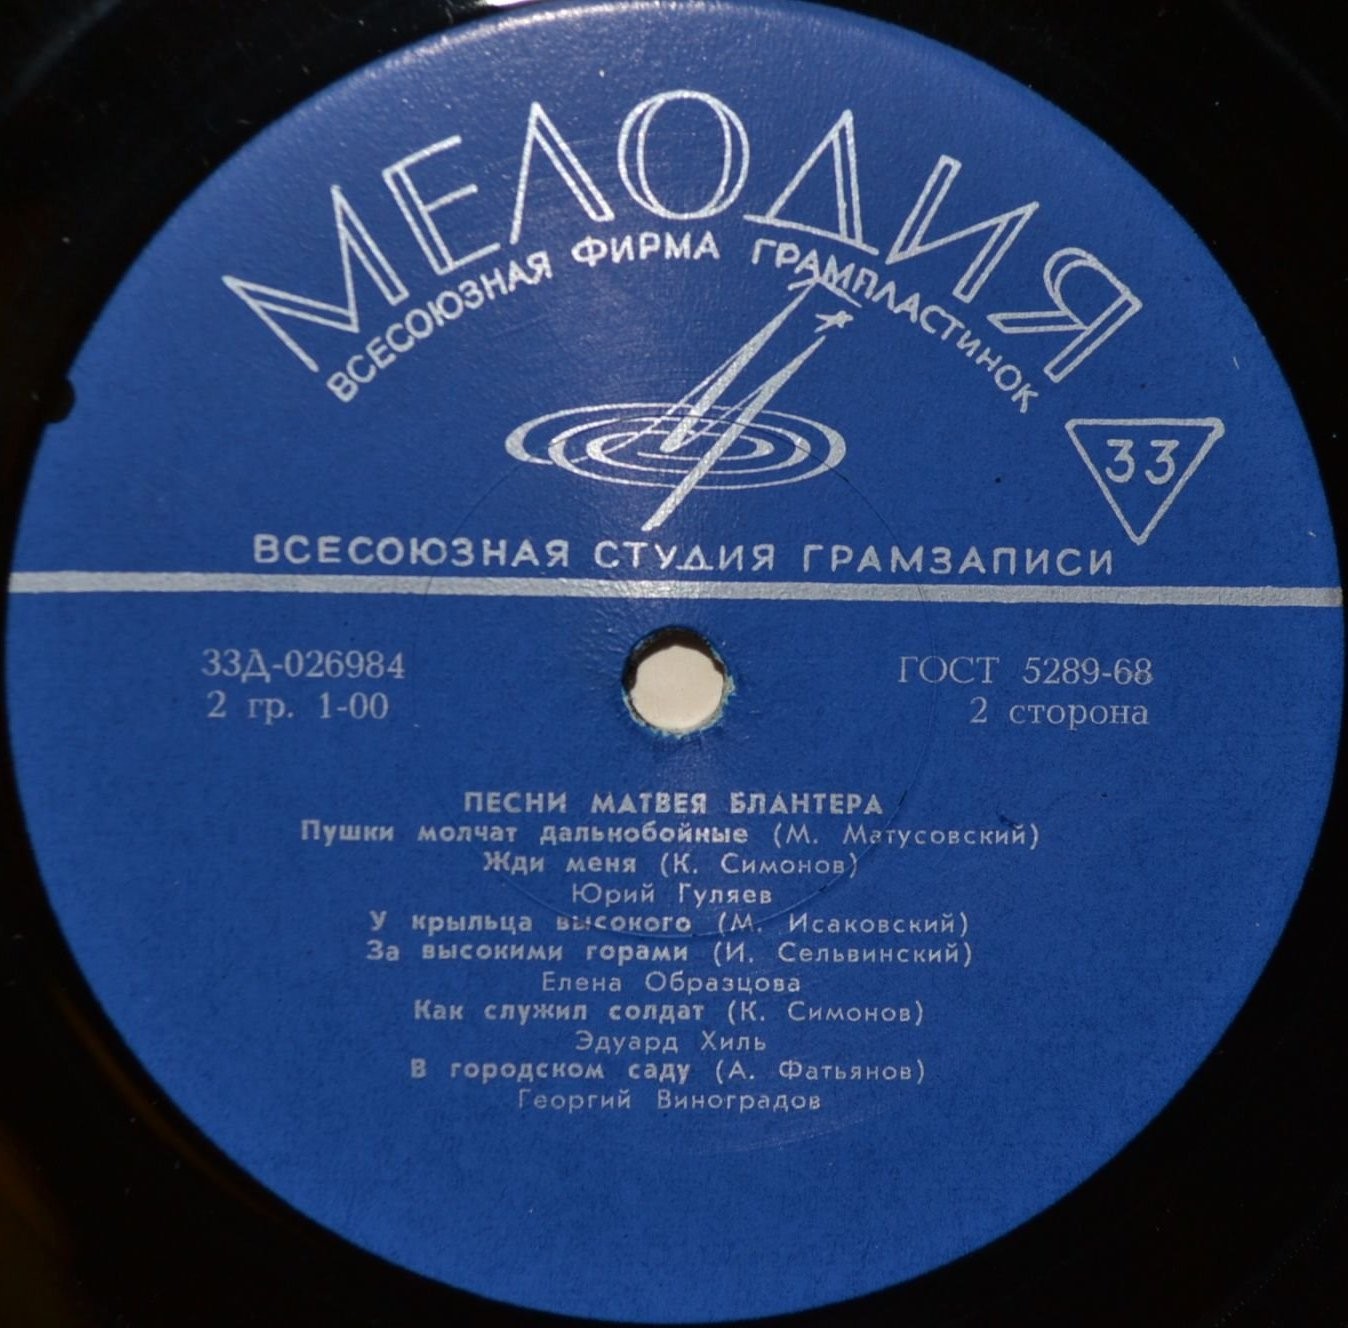 МЕЛОДИЯ
ВСЕСОЮЗНАЯ ФИРМА ГРАМПЛАСТИНОК
33
ВСЕСОЮЗНАЯ СТУДИЯ ГРАМЗАПИСИ
33Д-026984
2 гр. 1-00
ГОСТ 5289-68
2 сторона
ПЕСНИ МАТВЕЯ БЛАНТЕРА
Пушки молчат дальнобойные (М. Матусовский)
Жди меня (К. Симонов)
Юрий Гуляев
У крыльца высокого (М. Исаковский)
За высокими горами (И. Сельвинский)
Елена Образцова
Как служил солдат (К. Симонов)
Эдуард Хиль
В городском саду (А. Фатьянов)
Георгий Виноградов